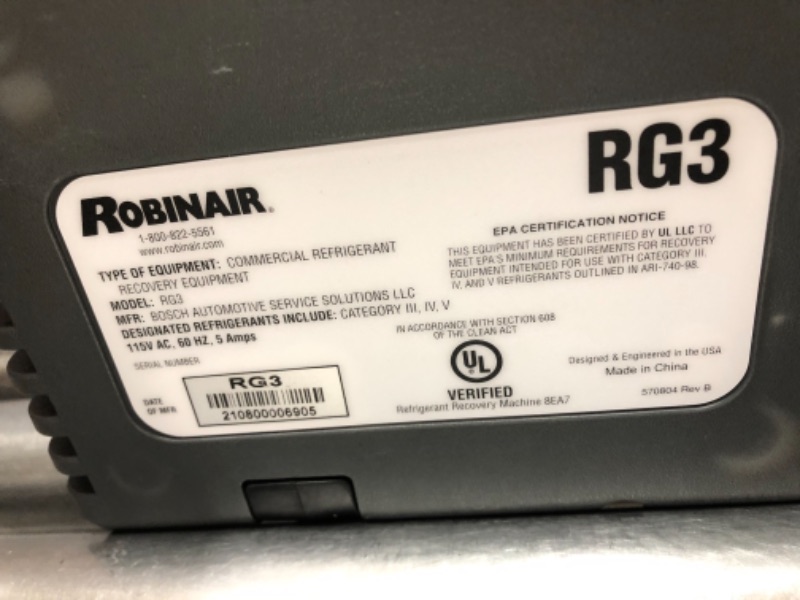 RG3
ROBINAIR®
1-800-822-5561
www.robinair.com
TYPE OF EQUIPMENT: COMMERCIAL REFRIGERANT
RECOVERY EQUIPMENT
MODEL: RG3
MFR: BOSCH AUTOMOTIVE SERVICE SOLUTIONS LLC
DESIGNATED REFRIGERANTS INCLUDE: CATEGORY III, IV, V
115V AC, 60 HZ, 5 Amps
SERIAL NUMBER
RG3
DATE
OF MFR
210800006905
EPA CERTIFICATION NOTICE
THIS EQUIPMENT HAS BEEN CERTIFIED BY UL LLC TO
MEET EPA'S MINIMUM REQUIREMENTS FOR RECOVERY
EQUIPMENT INTENDED FOR USE WITH CATEGORY III,
IV, AND V REFRIGERANTS OUTLINED IN ARI-740-98.
IN ACCORDANCE WITH SECTION 608
OF THE CLEAN ACT
UL
VERIFIED
Refrigerant Recovery Machine 8EA7
Designed & Engineered in the USA
Made in China
570804 Rev B